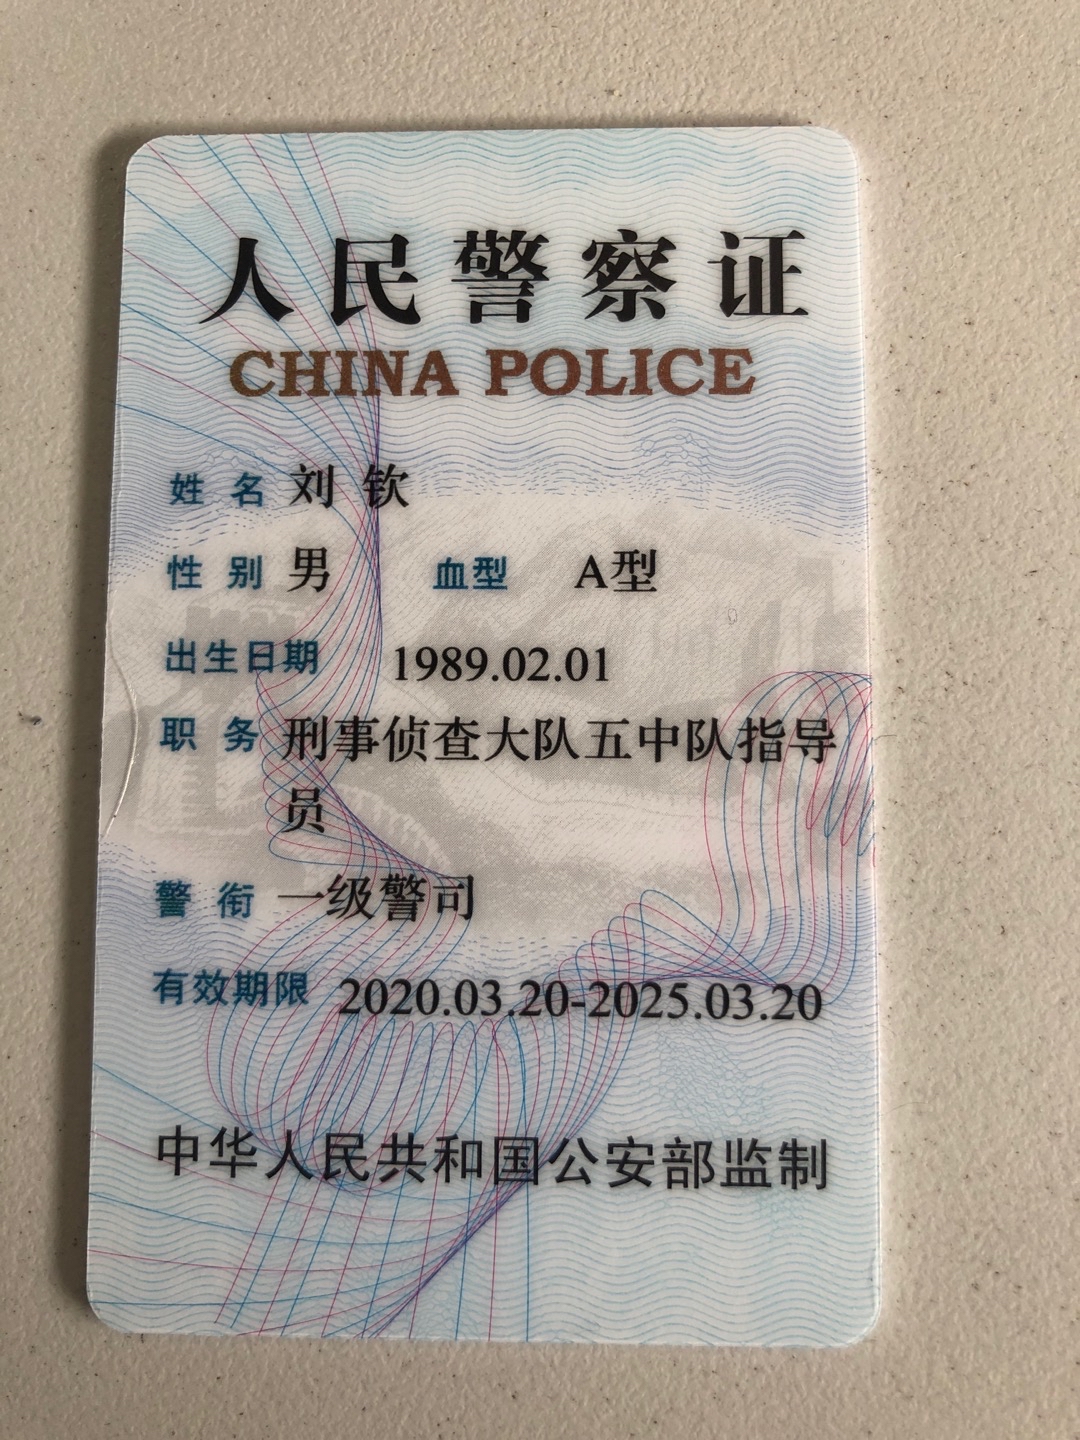 人民警察证
CHINA POLICE
姓 名 刘 钦
性 别 男 血型 A型
出生日期 1989.02.01
职 务 刑事侦查大队五中队指导
员
警 衔 一级警司
有效期限 2020.03.20-2025.03.20
中华人民共和国公安部监制